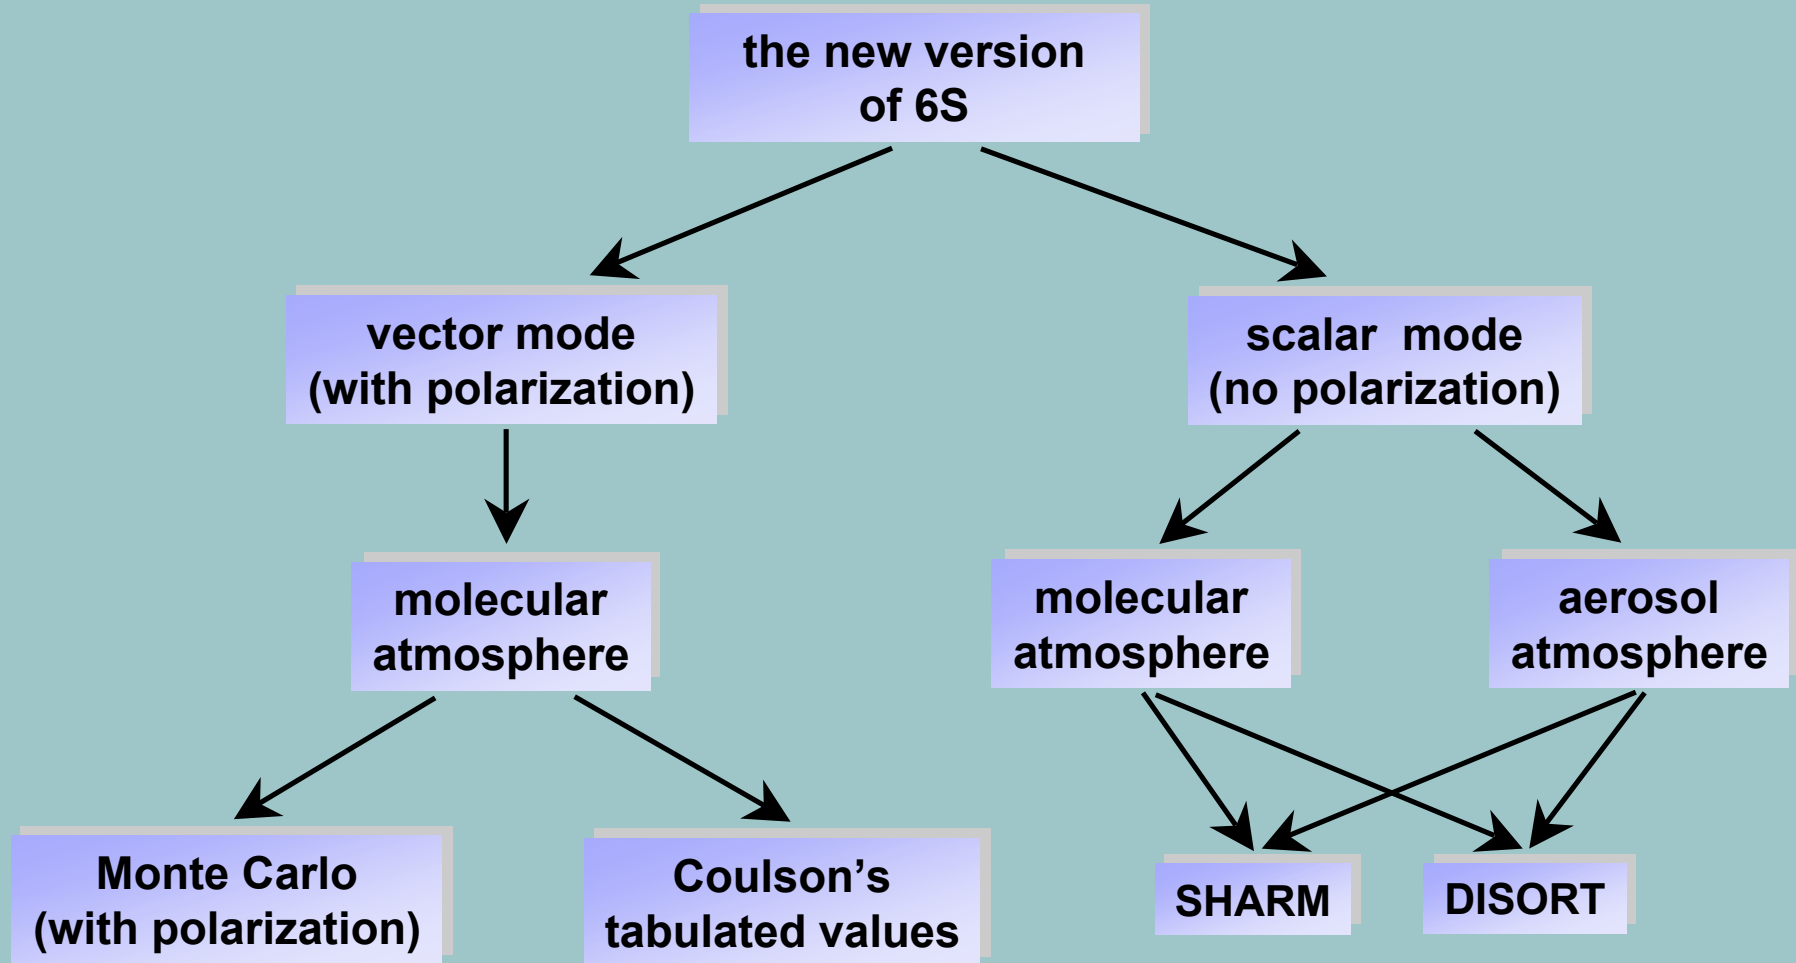 the new version
of 6S
vector mode
(with polarization)
scalar mode
(no polarization)
molecular
atmosphere
molecular
atmosphere
aerosol
atmosphere
Monte Carlo
(with polarization)
Coulson’s
tabulated values
SHARM
DISORT